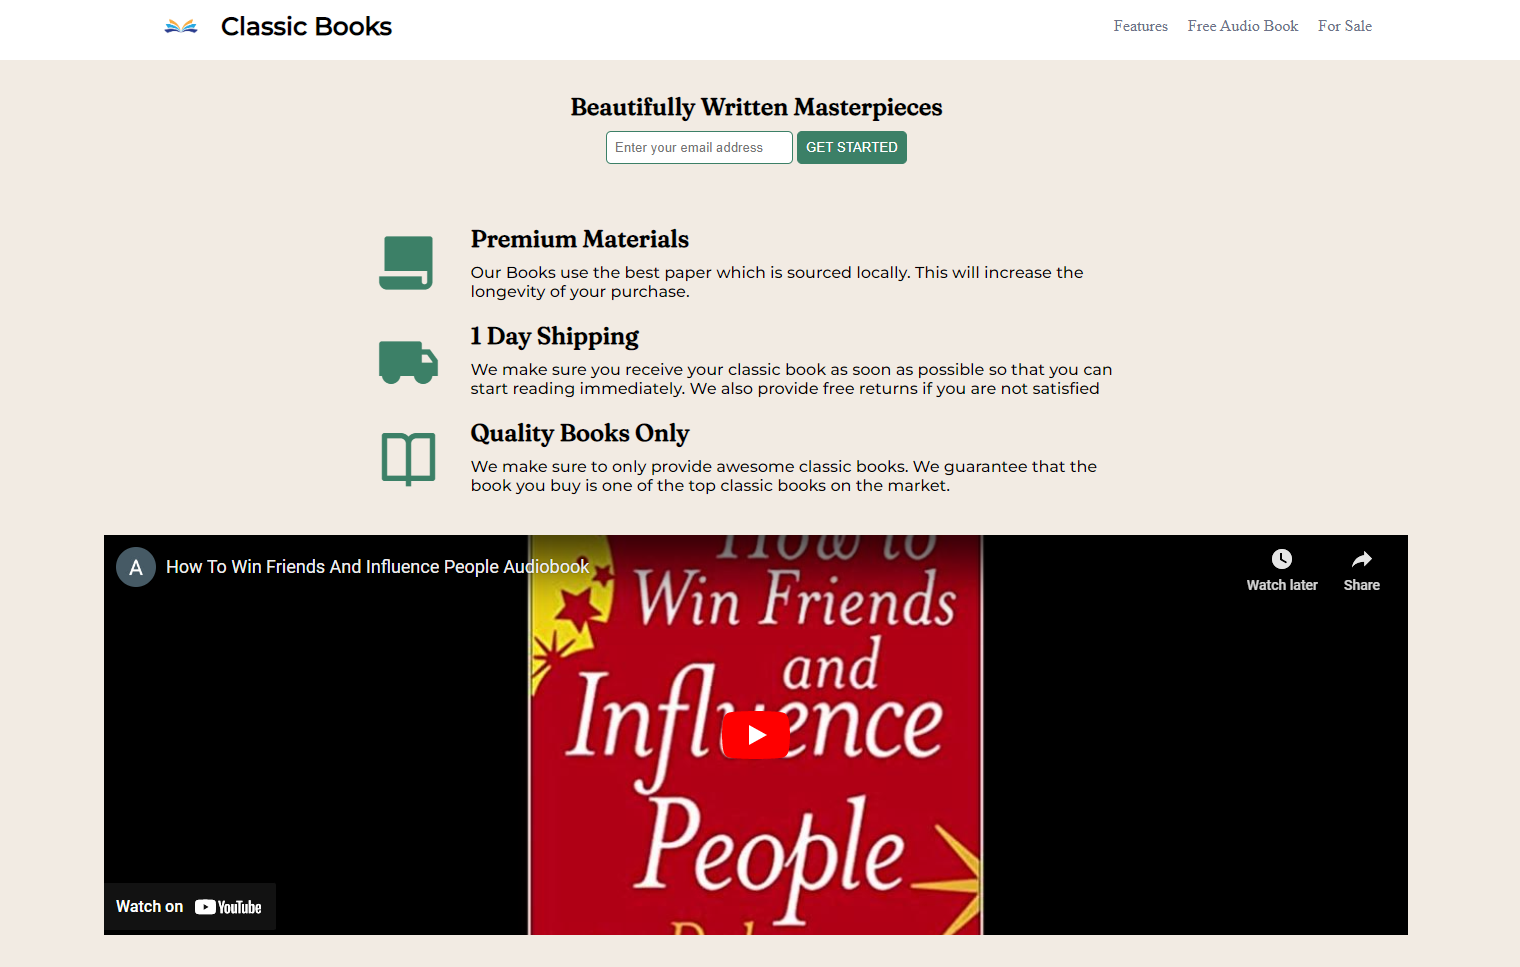 Classic Books
Features Free Audio Book For Sale
Beautifully Written Masterpieces
Enter your email address GET STARTED
Premium Materials
Our Books use the best paper which is sourced locally. This will increase the
longevity of your purchase.
1 Day Shipping
We make sure you receive your classic book as soon as possible so that you can
start reading immediately. We also provide free returns if you are not satisfied
Quality Books Only
We make sure to only provide awesome classic books. We guarantee that the
book you buy is one of the top classic books on the market.
A How To Win Friends And Influence People Audiobook
Watch later Share
How to
Win Friends
and
Influence
People
Watch on YouTube